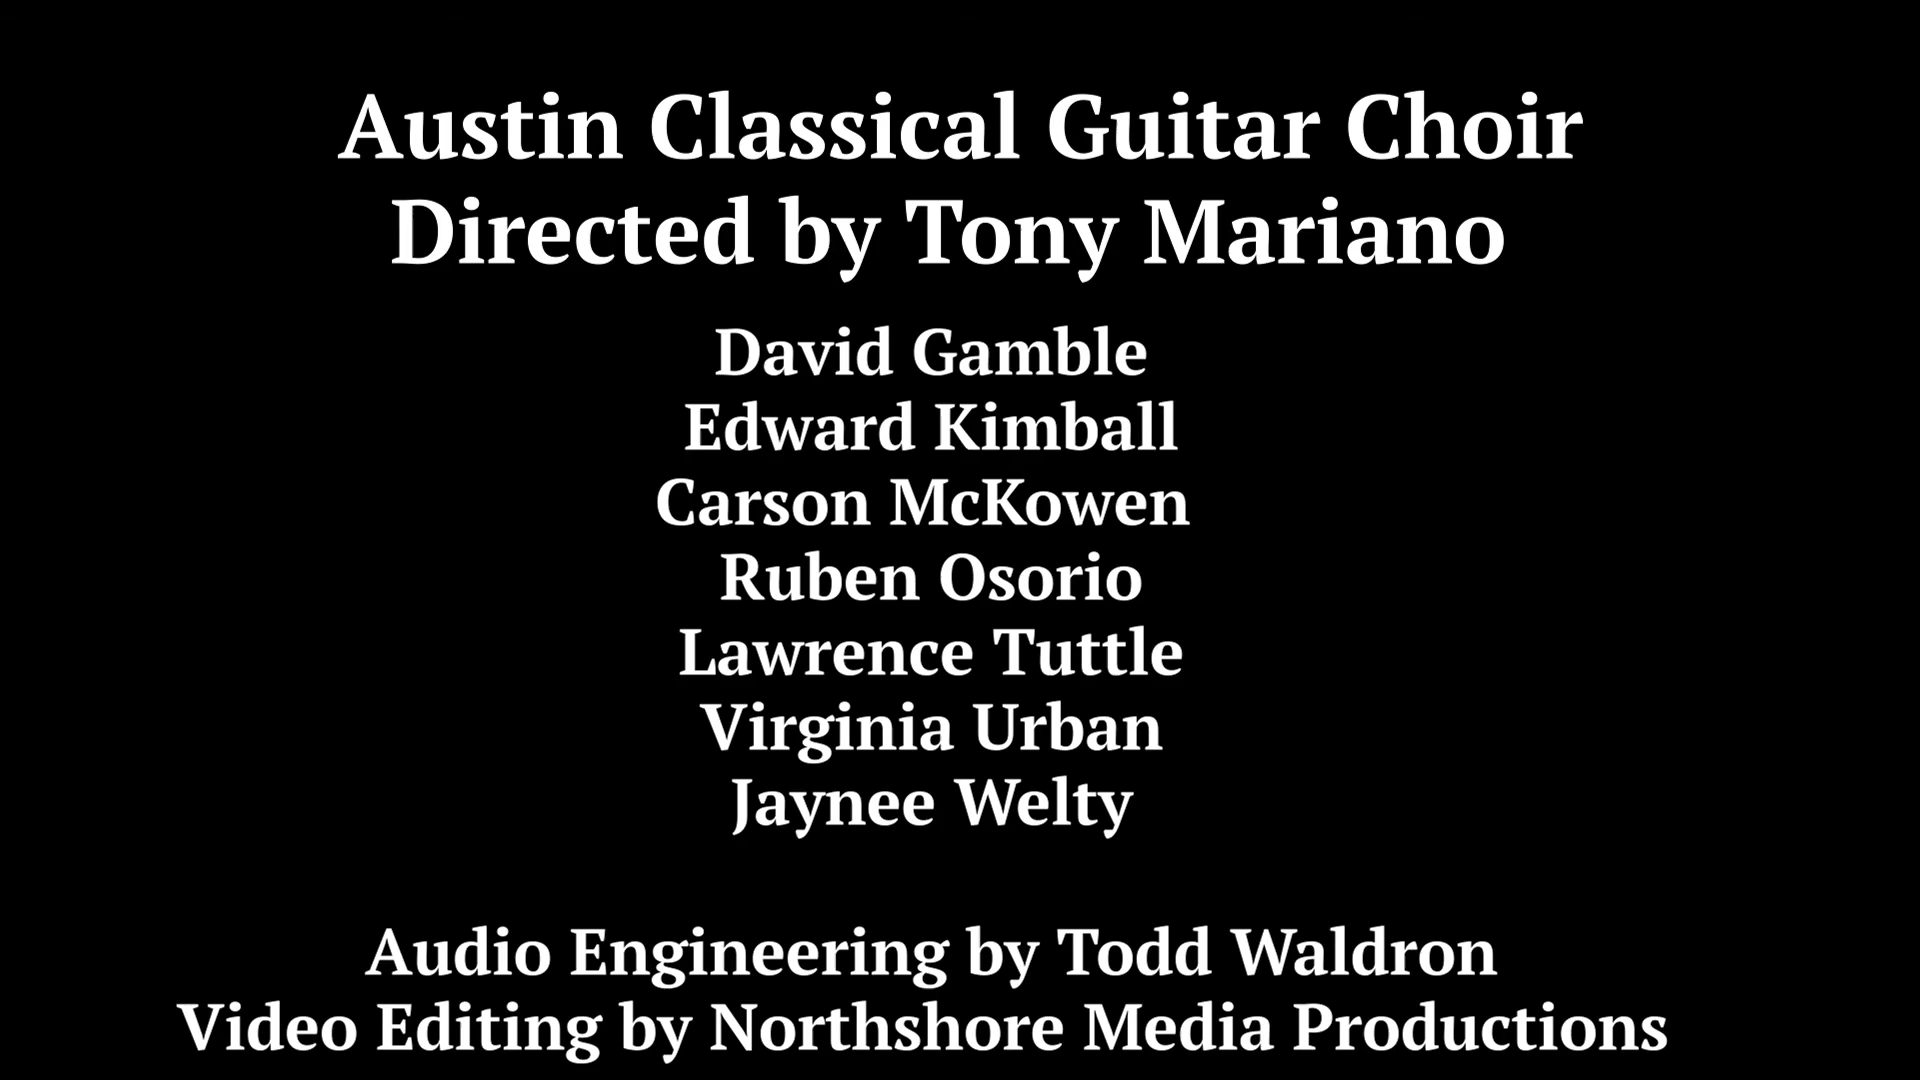 Austin Classical Guitar Choir
Directed by Tony Mariano
David Gamble
Edward Kimball
Carson McKowen
Ruben Osorio
Lawrence Tuttle
Virginia Urban
Jaynee Welty
Audio Engineering by Todd Waldron
Video Editing by Northshore Media Productions